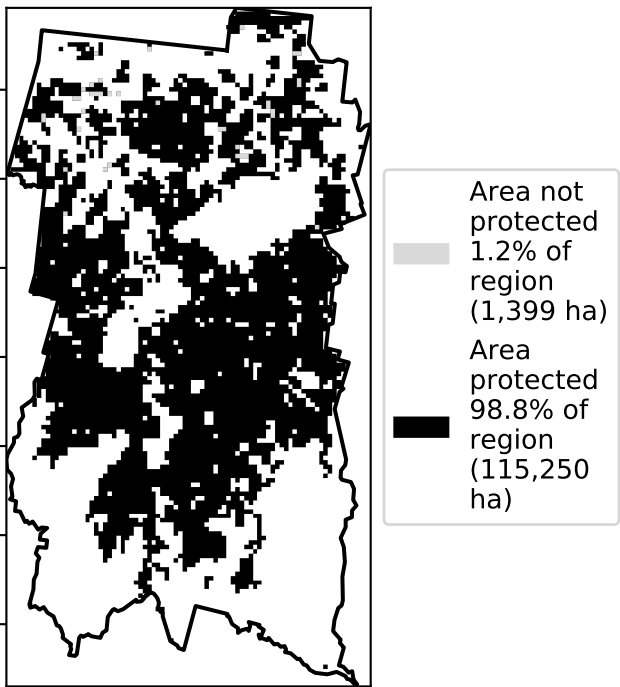 Area not
protected
1.2% of
region
(1,399 ha)
Area
protected
98.8% of
region
(115,250
ha)